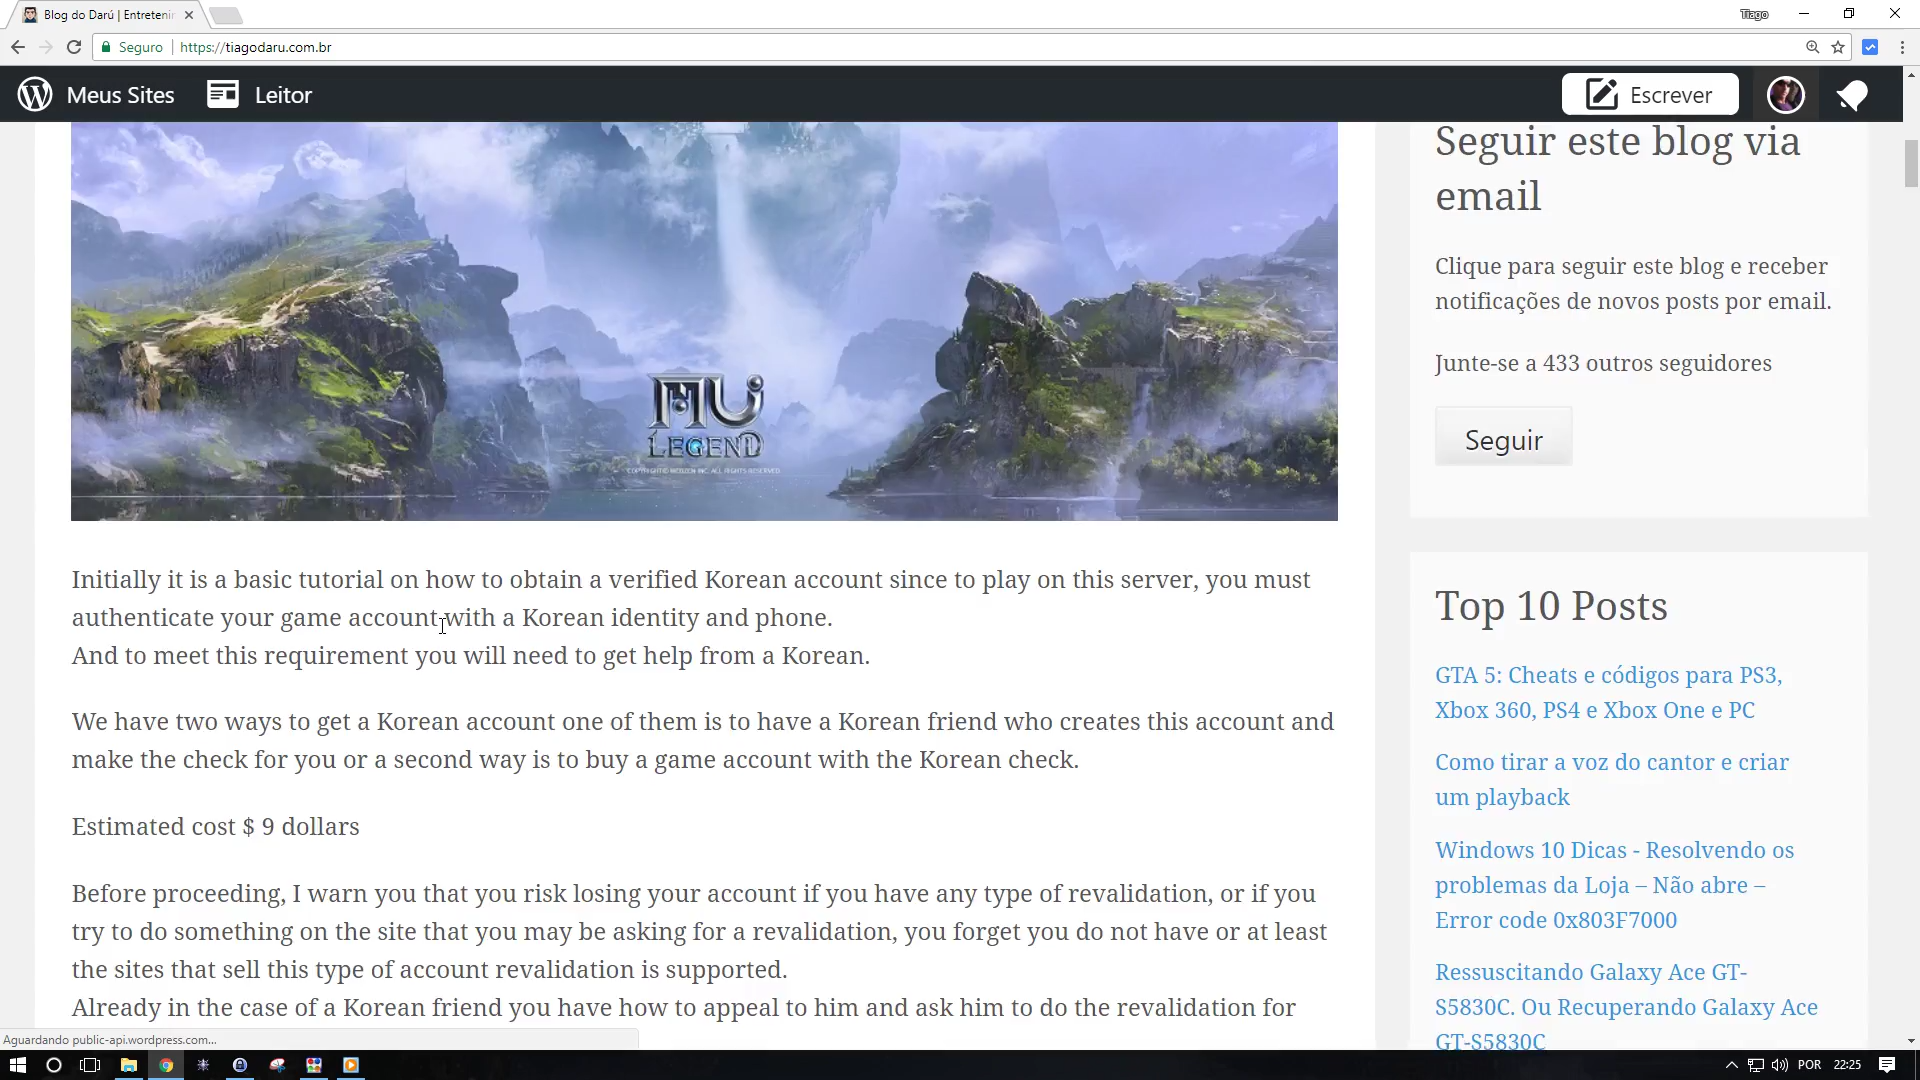 Blog do Darú | Entreteni
Tiago
Seguro
https://tiagodaru.com.br
Meus Sites
Leitor
Escrever
MU
LEGEND
COPYRIGHT© WEBZEN INC. ALL RIGHTS RESERVED.
Initially it is a basic tutorial on how to obtain a verified Korean account since to play on this server, you must
authenticate your game account with a Korean identity and phone.
And to meet this requirement you will need to get help from a Korean.
We have two ways to get a Korean account one of them is to have a Korean friend who creates this account and
make the check for you or a second way is to buy a game account with the Korean check.
Estimated cost $ 9 dollars
Before proceeding, I warn you that you risk losing your account if you have any type of revalidation, or if you
try to do something on the site that you may be asking for a revalidation, you forget you do not have or at least
the sites that sell this type of account revalidation is supported.
Already in the case of a Korean friend you have how to appeal to him and ask him to do the revalidation for
Seguir este blog via
email
Clique para seguir este blog e receber
notificações de novos posts por email.
Junte-se a 433 outros seguidores
Seguir
Top 10 Posts
GTA 5: Cheats e códigos para PS3,
Xbox 360, PS4 e Xbox One e PC
Como tirar a voz do cantor e criar
um playback
Windows 10 Dicas - Resolvendo os
problemas da Loja – Não abre –
Error code 0x803F7000
Ressuscitando Galaxy Ace GT-
S5830C. Ou Recuperando Galaxy Ace
GT-S5830C
Aguardando public-api.wordpress.com...
POR
22:25